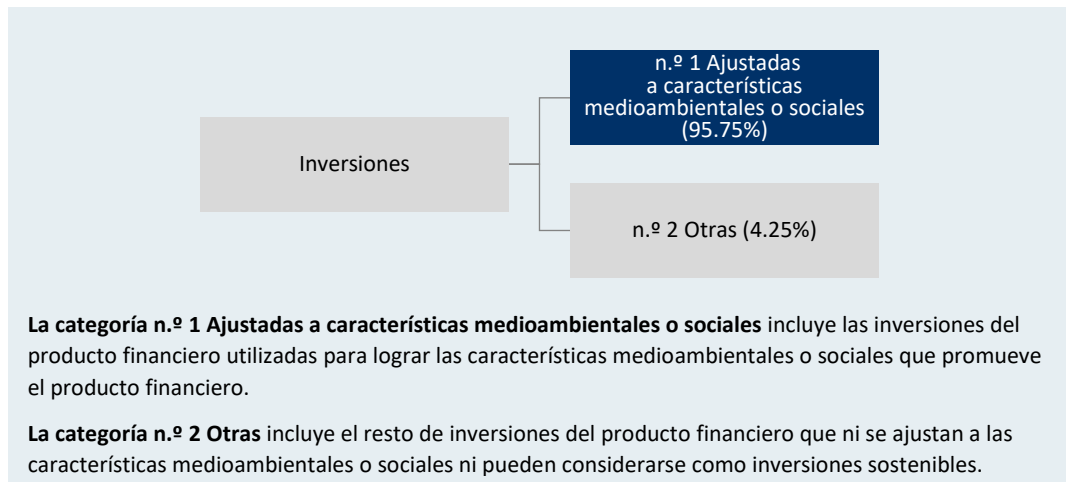 n.º 1 Ajustadas
a características
medioambientales o sociales
(95.75%)
Inversiones
n.º 2 Otras (4.25%)
La categoría n.º 1 Ajustadas a características medioambientales o sociales incluye las inversiones del
producto financiero utilizadas para lograr las características medioambientales o sociales que promueve
el producto financiero.
La categoría n.º 2 Otras incluye el resto de inversiones del producto financiero que ni se ajustan a las
características medioambientales o sociales ni pueden considerarse como inversiones sostenibles.